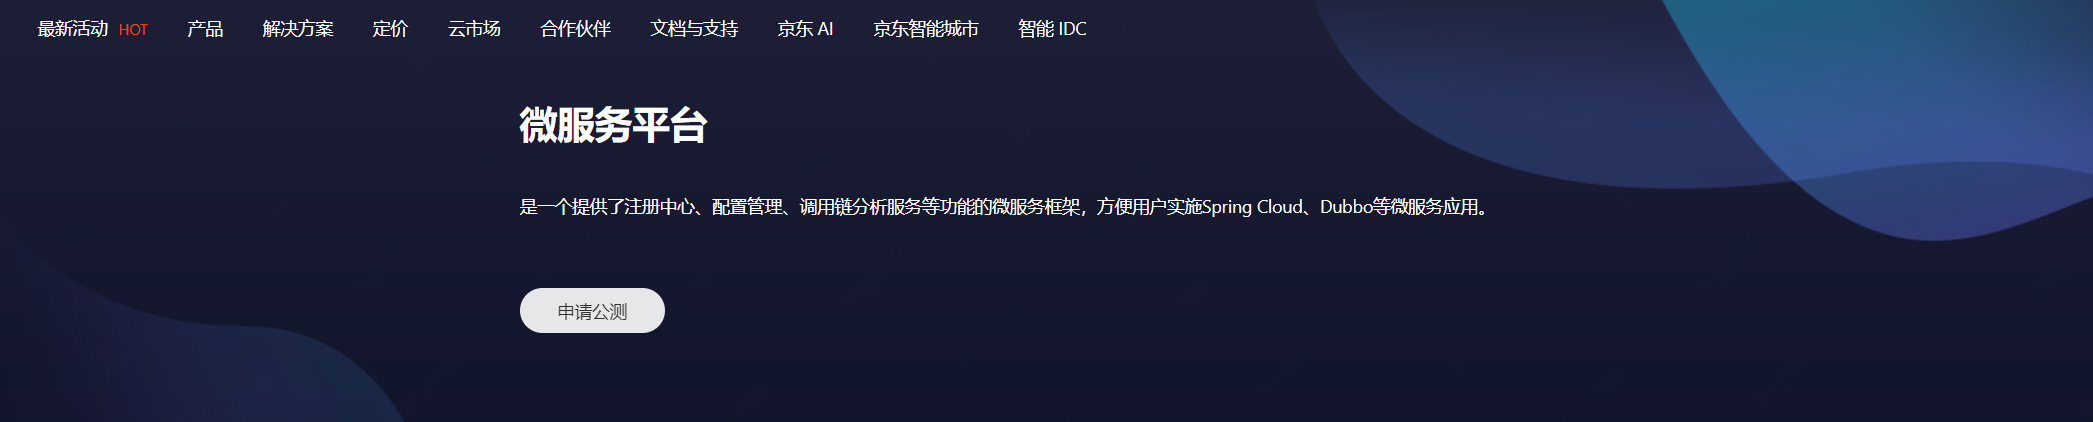 最新活动 HOT 产品 解决方案 定价 云市场 合作伙伴 文档与支持 京东 AI 京东智能城市 智能 IDC
微服务平台
是一个提供了注册中心、配置管理、调用链分析服务等功能的微服务框架，方便用户实施Spring Cloud、Dubbo等微服务应用。
申请公测